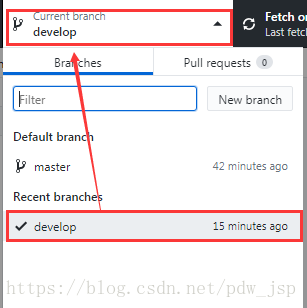 Current branch
develop
Fetch
Last fetc
Branches
Pull requests 0
Filter
New branch
Default branch
master 42 minutes ago
Recent branches
develop 15 minutes ago
https://blog.csdn.net/pdw_jsp